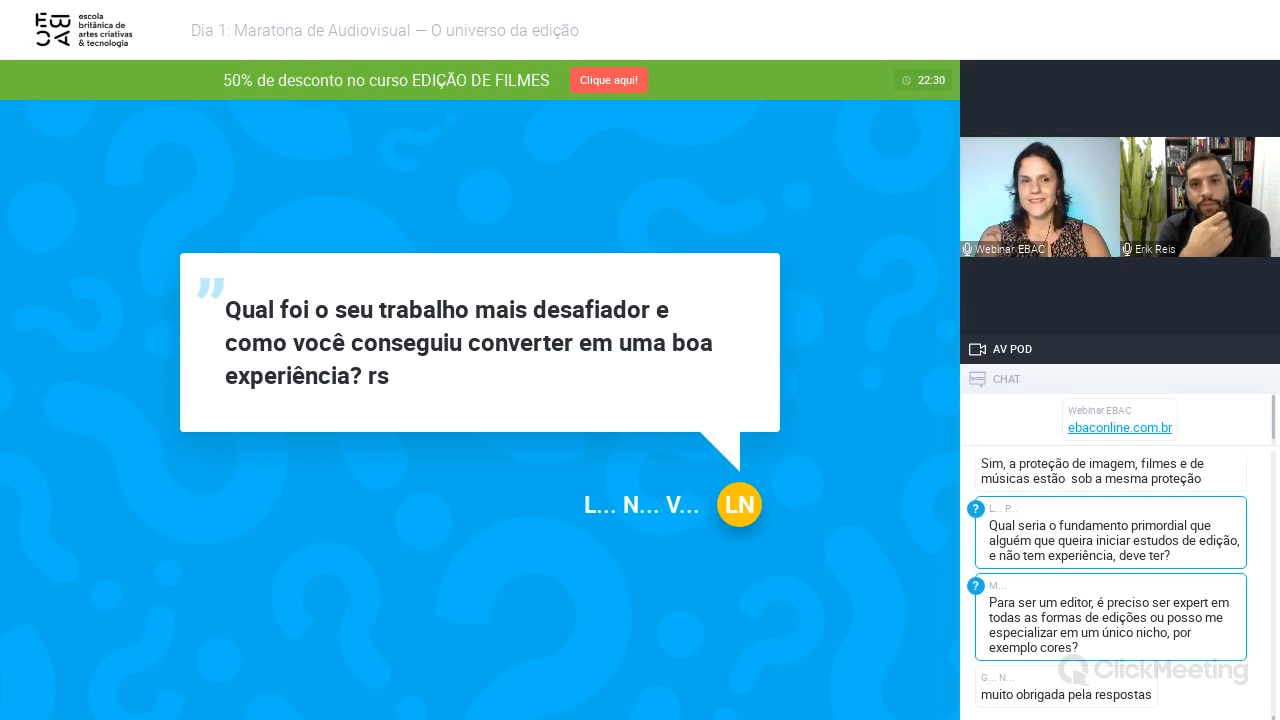 escola
britânica de
artes criativas
& tecnologia
EBAC
Dia 1: Maratona de Audiovisual — O universo da edição
50% de desconto no curso EDIÇÃO DE FILMES
Clique aqui!
22:30
Qual foi o seu trabalho mais desafiador e
como você conseguiu converter em uma boa
experiência? rs
L... N... V...
LN
Webinar EBAC
Erik Reis
AV POD
CHAT
Webinar EBAC
ebaconline.com.br
Sim, a proteção de imagem, filmes e de
músicas estão sob a mesma proteção
?
L... P...
Qual seria o fundamento primordial que
alguém que queira iniciar estudos de edição,
e não tem experiência, deve ter?
?
M...
Para ser um editor, é preciso ser expert em
todas as formas de edições ou posso me
especializar em um único nicho, por
exemplo cores?
ClickMeeting
G... N...
muito obrigada pela respostas